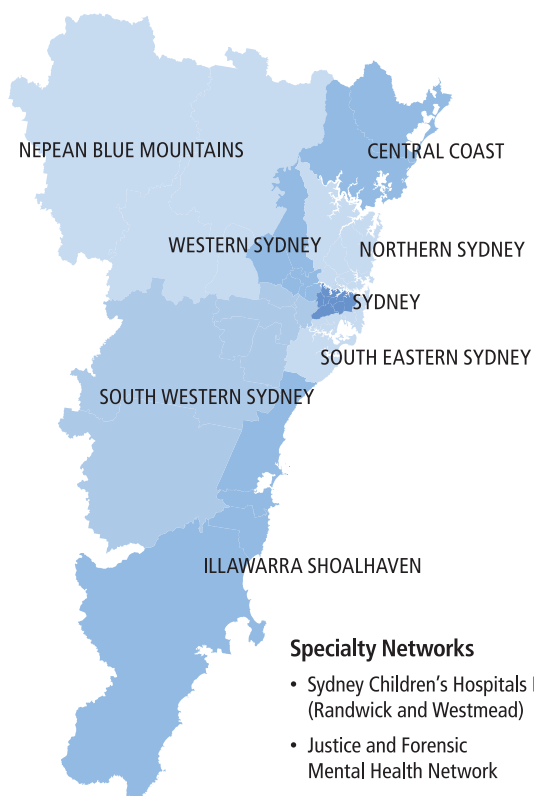 NEPEAN BLUE MOUNTAINS
CENTRAL COAST
WESTERN SYDNEY
NORTHERN SYDNEY
SYDNEY
SOUTH EASTERN SYDNEY
SOUTH WESTERN SYDNEY
ILLAWARRA SHOALHAVEN
Specialty Networks
• Sydney Children's Hospitals
(Randwick and Westmead)
• Justice and Forensic
Mental Health Network